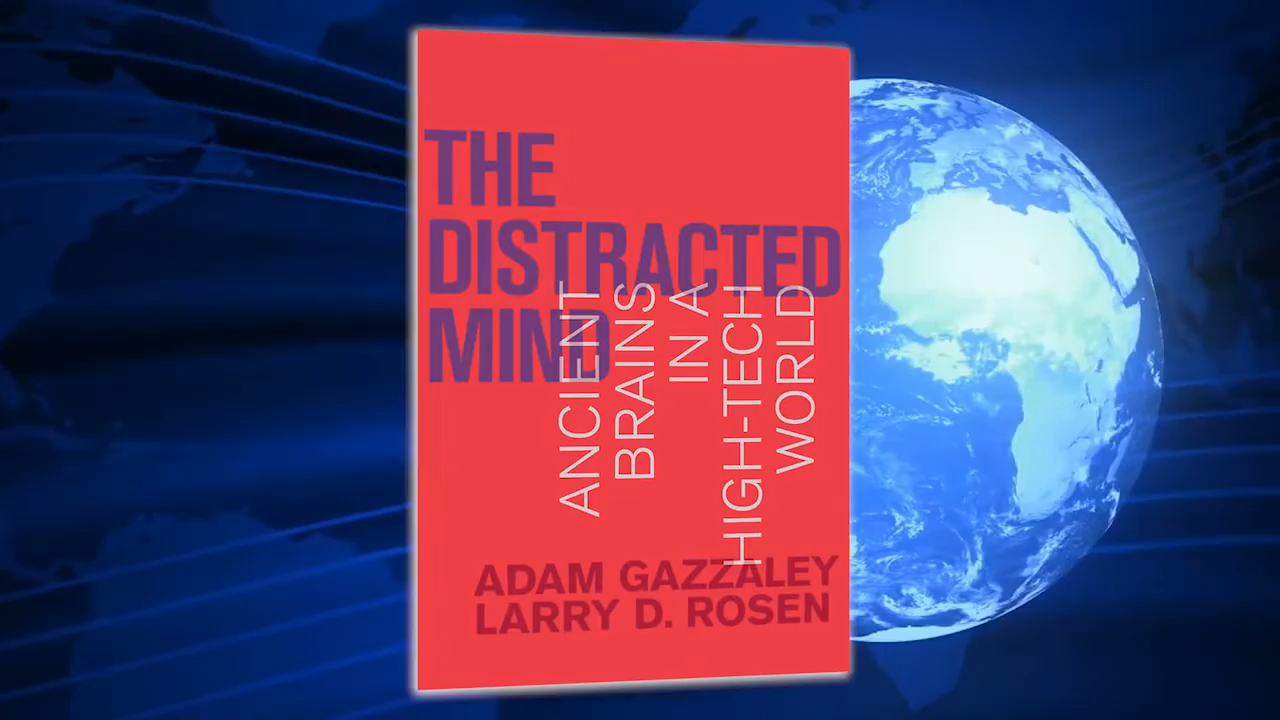 THE
DISTRACTED
MIND
ANCIENT
BRAINS
IN A
HIGH-TECH
WORLD
ADAM GAZZALEY
LARRY D. ROSEN